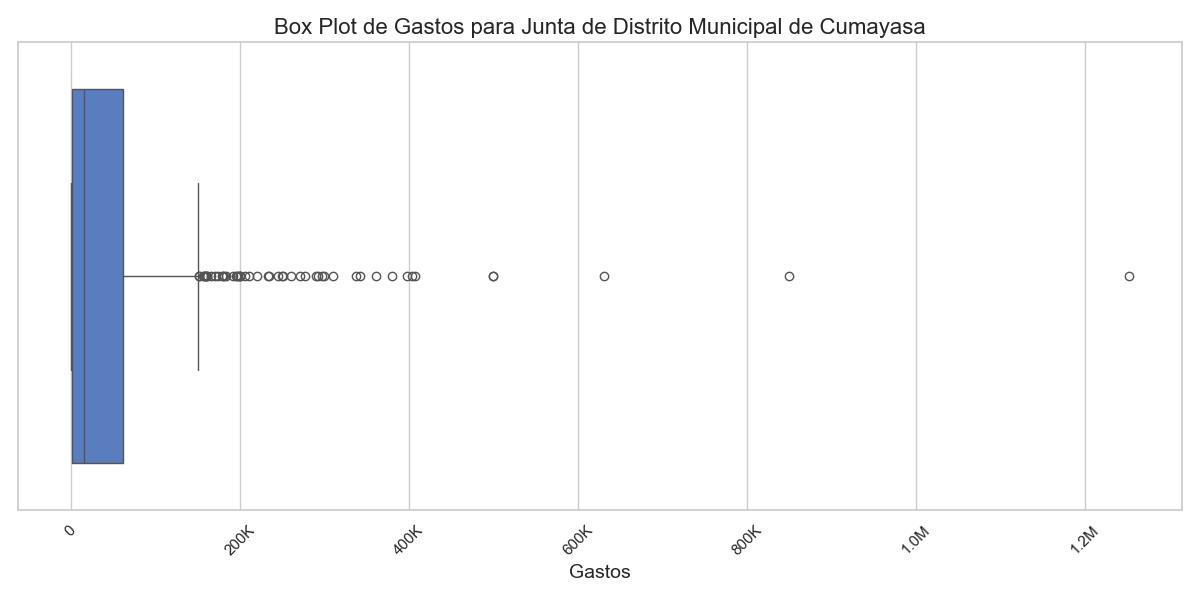 Box Plot de Gastos para Junta de Distrito Municipal de Cumayasa
0
200K
400K
600K
800K
1.0M
1.2M
Gastos